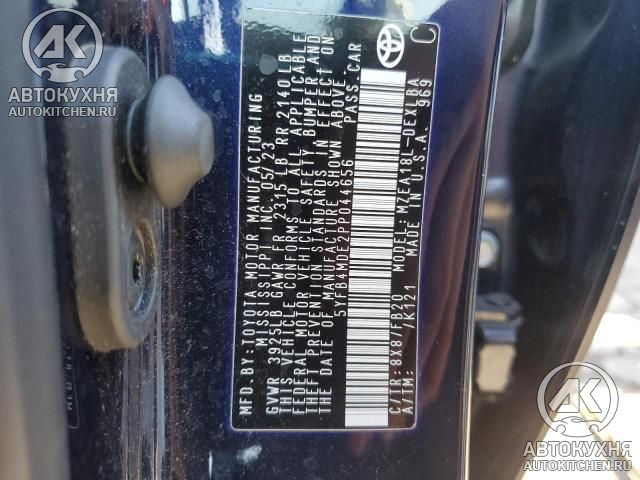 MFD.BY:TOYOTA MOTOR MANUFACTURING
MISSISSIPPI INC. 05/23
GVWR 3925LB GAWR FR 2315 LB RR 2140 LB
THIS VEHICLE CONFORMS TO ALL APPLICABLE
FEDERAL MOTOR VEHICLE SAFETY, BUMPER AND
THEFT PREVENTION STANDARDS IN EFFECT ON
THE DATE OF MANUFACTURE SHOWN ABOVE.
5YFB4MDE2PP044656 PASS.CAR
C/TR: 8X8/FB20 MODEL: MZEA18L-DEXLBA
A/TM: /K121 MADE IN U.S.A. 969
C
АК
АВТОКУХНЯ
AUTOKITCHEN.RU
АК
АВТОКУХНЯ
AUTOKITCHEN.RU